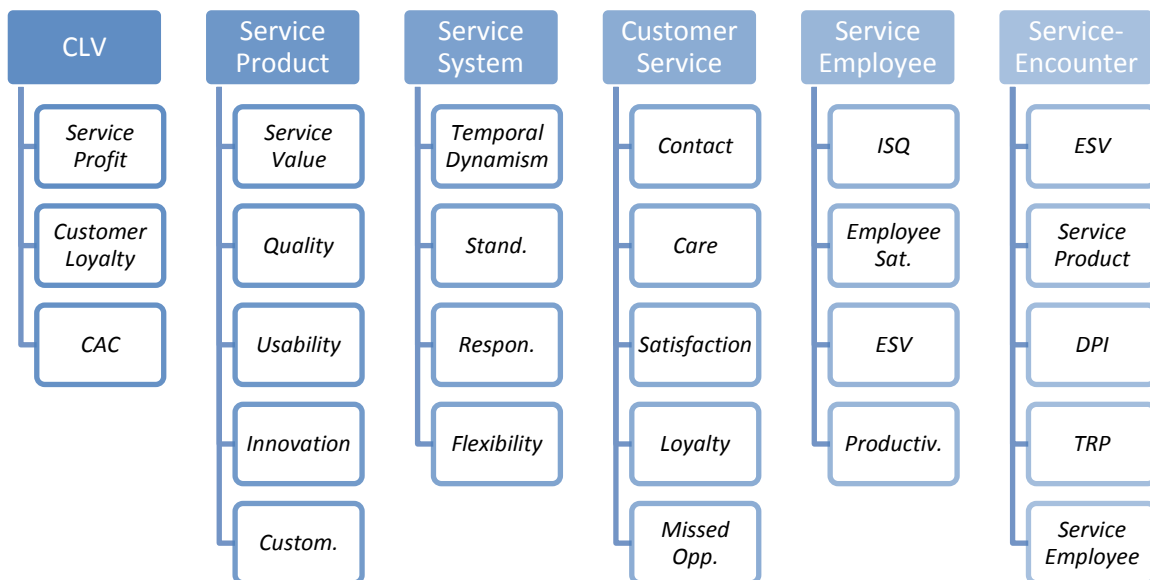 CLV
Service
Profit
Customer
Loyalty
CAC
Service
Product
Service
Value
Quality
Usability
Innovation
Custom.
Service
System
Temporal
Dynamism
Stand.
Respon.
Flexibility
Customer
Service
Contact
Care
Satisfaction
Loyalty
Missed
Opp.
Service
Employee
ISQ
Employee
Sat.
ESV
Productiv.
Service-
Encounter
ESV
Service
Product
DPI
TRP
Service
Employee